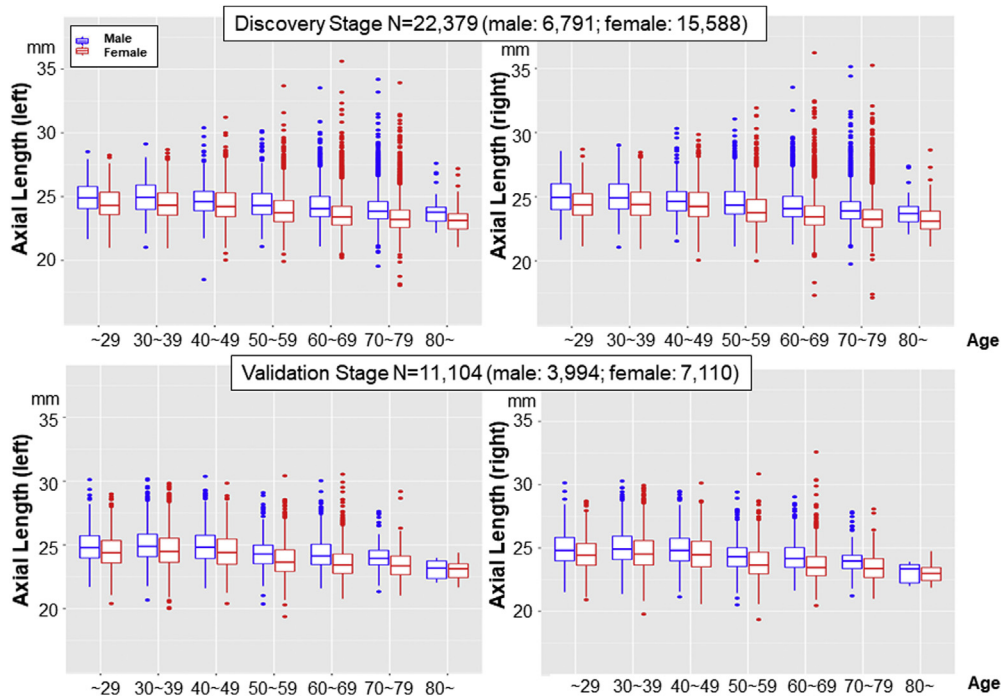 Discovery Stage N=22,379 (male: 6,791; female: 15,588)
mm
Male
Female
35
30
25
20
Axial Length (left)
~29 30~39 40~49 50~59 60~69 70~79 80~
mm
35
30
25
20
Axial Length (right)
~29 30~39 40~49 50~59 60~69 70~79 80~
Age
Validation Stage N=11,104 (male: 3,994; female: 7,110)
mm
35
30
25
20
Axial Length (left)
~29 30~39 40~49 50~59 60~69 70~79 80~
mm
35
30
25
20
Axial Length (right)
~29 30~39 40~49 50~59 60~69 70~79 80~
Age